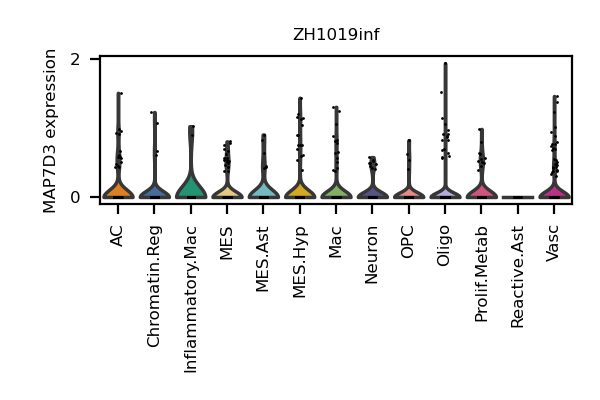 ZH1019inf
MAP7D3 expression
2
0
AC
Chromatin.Reg
Inflammatory.Mac
MES
MES.Ast
MES.Hyp
Mac
Neuron
OPC
Oligo
Prolif.Metab
Reactive.Ast
Vasc